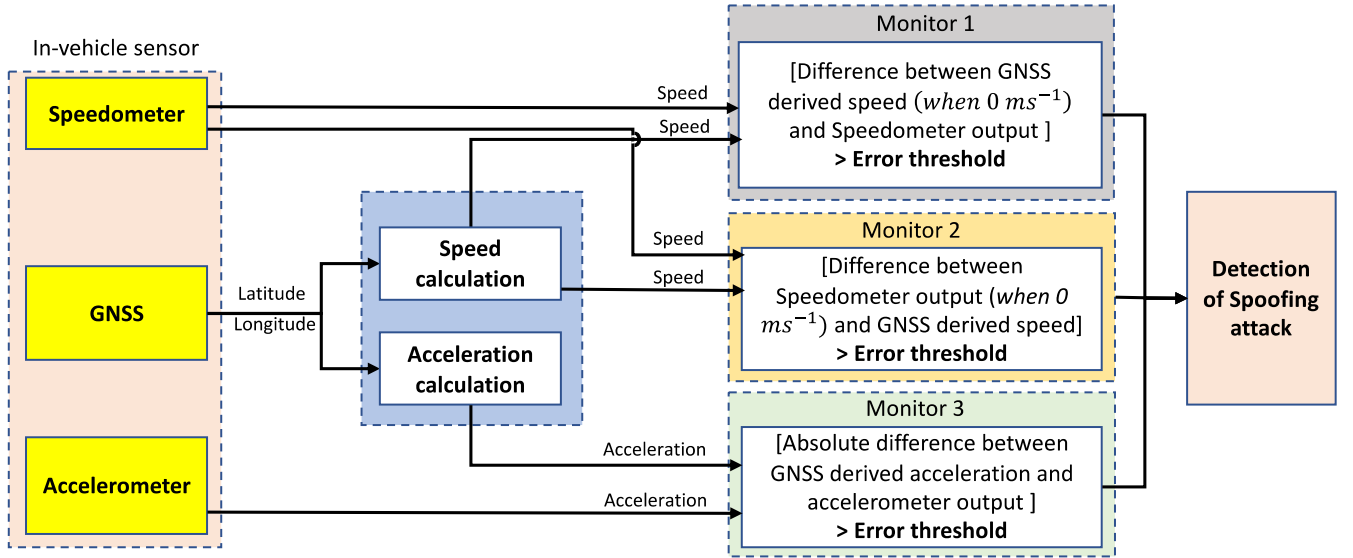 In-vehicle sensor
Speedometer
GNSS
Accelerometer
Latitude
Longitude
Speed
calculation
Acceleration
calculation
Speed
Speed
Speed
Speed
Acceleration
Acceleration
Monitor 1
[Difference between GNSS
derived speed (when 0 ms⁻¹)
and Speedometer output ]
> Error threshold
Monitor 2
[Difference between
Speedometer output (when 0
ms⁻¹) and GNSS derived speed]
> Error threshold
Monitor 3
[Absolute difference between
GNSS derived acceleration and
accelerometer output ]
> Error threshold
Detection
of Spoofing
attack